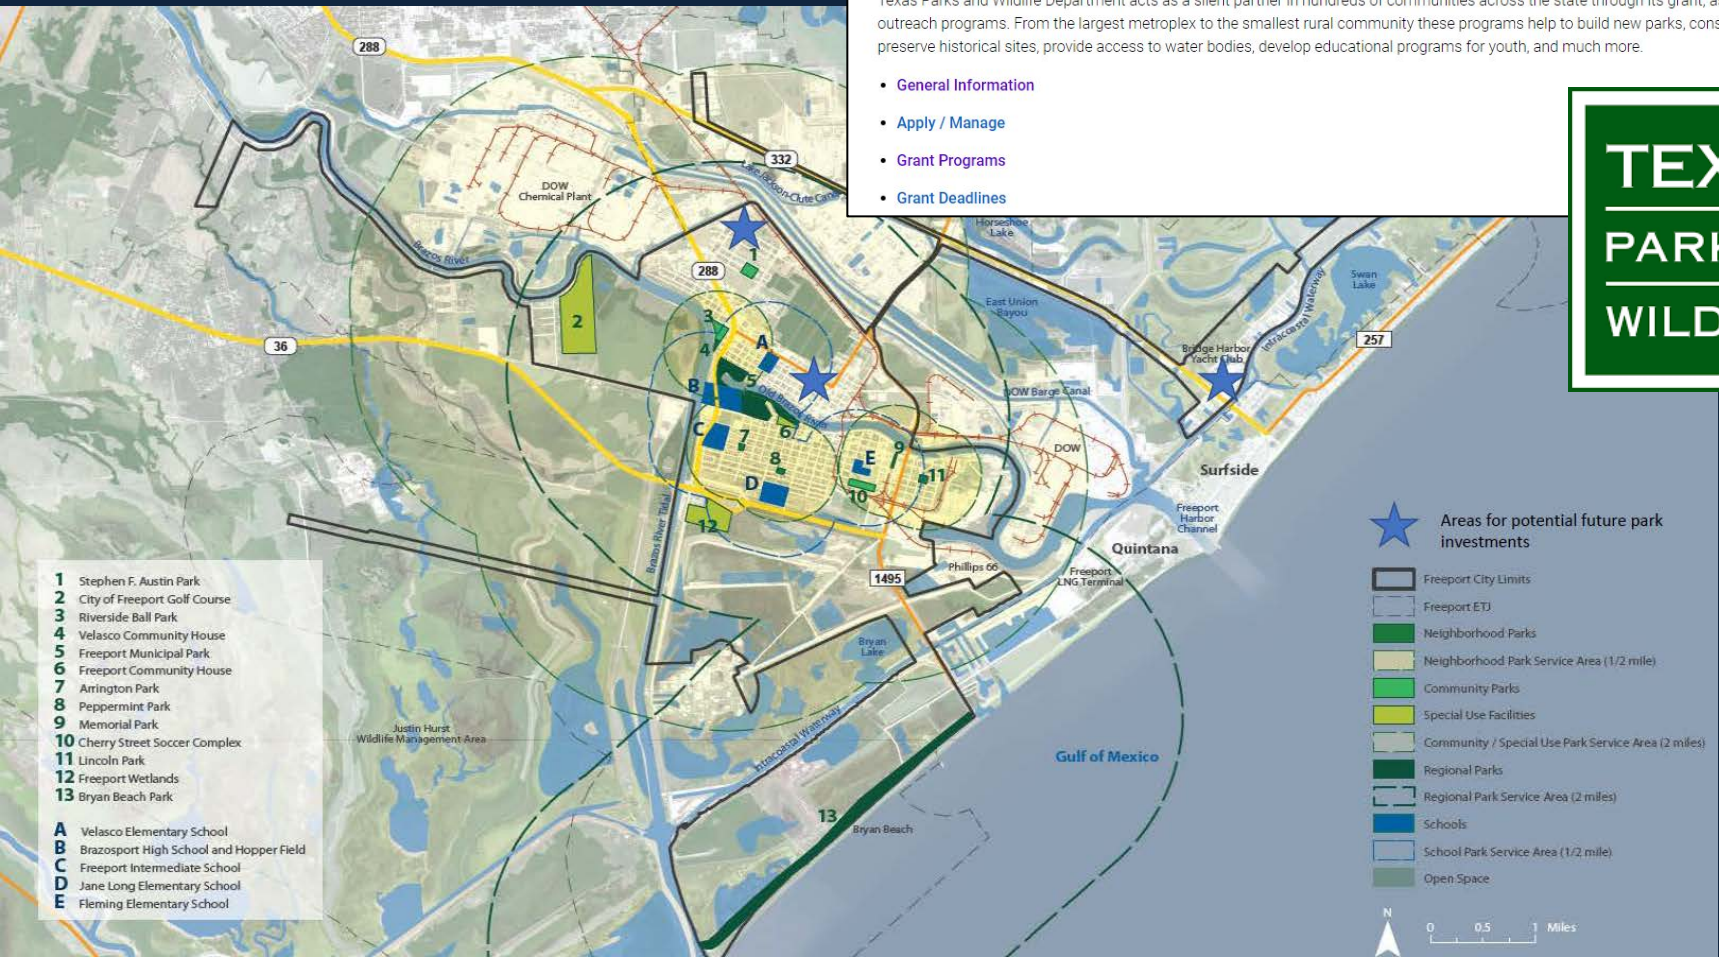 Texas Parks and Wildlife Department acts as a silent partner in hundreds of communities across the state through its grant, a
outreach programs. From the largest metroplex to the smallest rural community these programs help to build new parks, cons
preserve historical sites, provide access to water bodies, develop educational programs for youth, and much more.
• General Information
• Apply / Manage
• Grant Programs
• Grant Deadlines
TEX
PARK
WILD
288
332
Lake Jackson-Clute Canal
DOW
Chemical Plant
Horseshoe
Lake
Brazos River
288
1
2
3
4
36
A
B
5
Old Brazos River
C
7
6
8
D
E
9
10
11
12
East Union
Bayou
Swan
Lake
Intracoastal Waterway
Bridge Harbor
Yacht Club
257
DOW Barge Canal
DOW
Surfside
Freeport
Harbor
Channel
Quintana
Brazos River Tidal
Phillips 66
1495
Freeport
LNG Terminal
Bryan
Lake
Justin Hurst
Wildlife Management Area
Intracoastal Waterway
Gulf of Mexico
13
Bryan Beach
1 Stephen F. Austin Park
2 City of Freeport Golf Course
3 Riverside Ball Park
4 Velasco Community House
5 Freeport Municipal Park
6 Freeport Community House
7 Arrington Park
8 Peppermint Park
9 Memorial Park
10 Cherry Street Soccer Complex
11 Lincoln Park
12 Freeport Wetlands
13 Bryan Beach Park
A Velasco Elementary School
B Brazosport High School and Hopper Field
C Freeport Intermediate School
D Jane Long Elementary School
E Fleming Elementary School
Areas for potential future park
investments
Freeport City Limits
Freeport ETJ
Neighborhood Parks
Neighborhood Park Service Area (1/2 mile)
Community Parks
Special Use Facilities
Community / Special Use Park Service Area (2 miles)
Regional Parks
Regional Park Service Area (2 miles)
Schools
School Park Service Area (1/2 mile)
Open Space
N
0 0.5 1 Miles